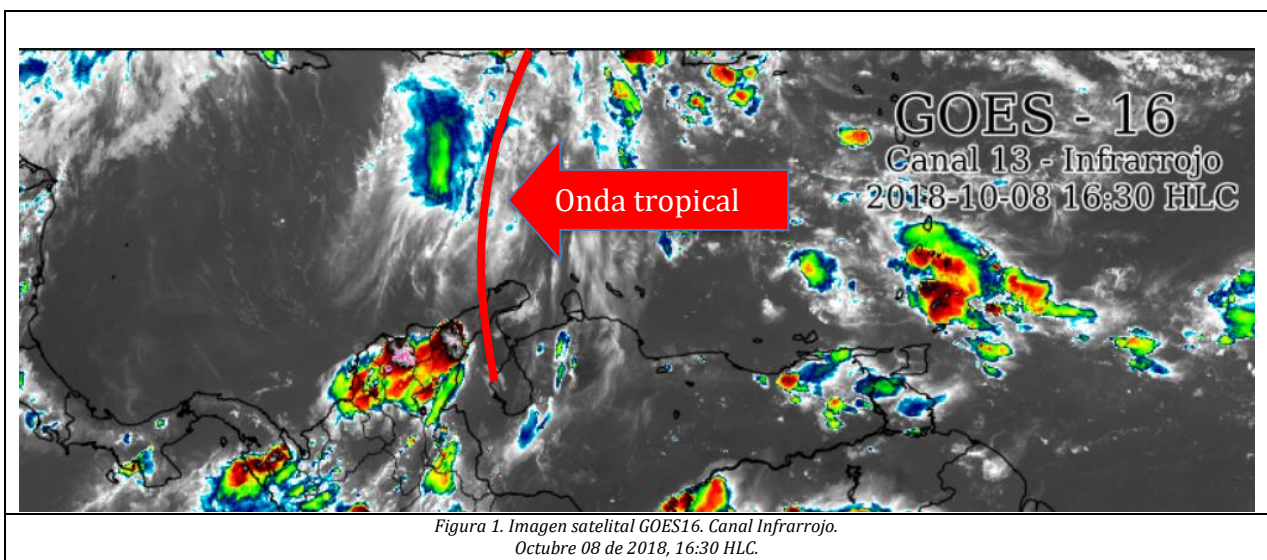 GOES - 16
Canal 13 - Infrarrojo
2018-10-08 16:30 HLC
Onda tropical
Figura 1. Imagen satelital GOES16. Canal Infrarrojo.
Octubre 08 de 2018, 16:30 HLC.